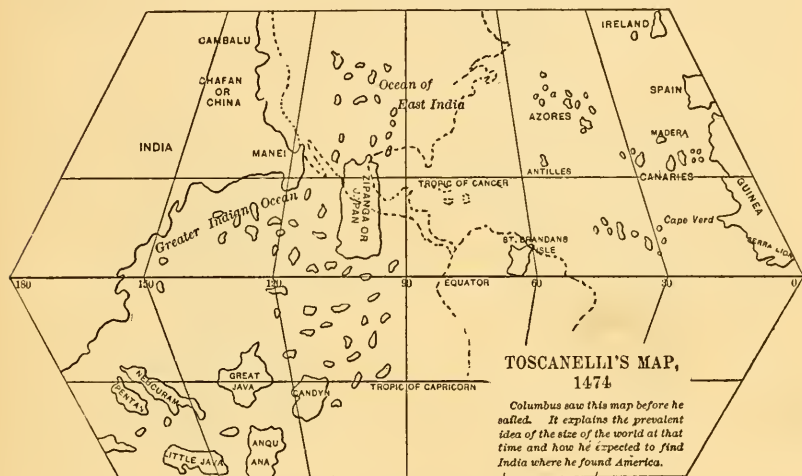 IRELAND
CAMBALU
CHAFAN
OR
CHINA
Ocean of
East India
SPAIN
AZORES
INDIA
MADERA
MANEI
ANTILLES
CANARIES
TROPIC OF CANCER
GUINEA
ZIPANGA OR
JAPAN
Greater Indian Ocean
Cape Verd
ST. BRANDANS
ISLE
SERRA LION
180
150
120
90
60
30
0
EQUATOR
TOSCANELLI'S MAP,
1474
Columbus saw this map before he
sailed. It explains the prevalent
idea of the size of the world at that
time and how he expected to find
India where he found America.
NEUCURAM
PENTAN
GREAT
JAVA
CANDYN
TROPIC OF CAPRICORN
LITTLE JAVA
ANQU
ANA